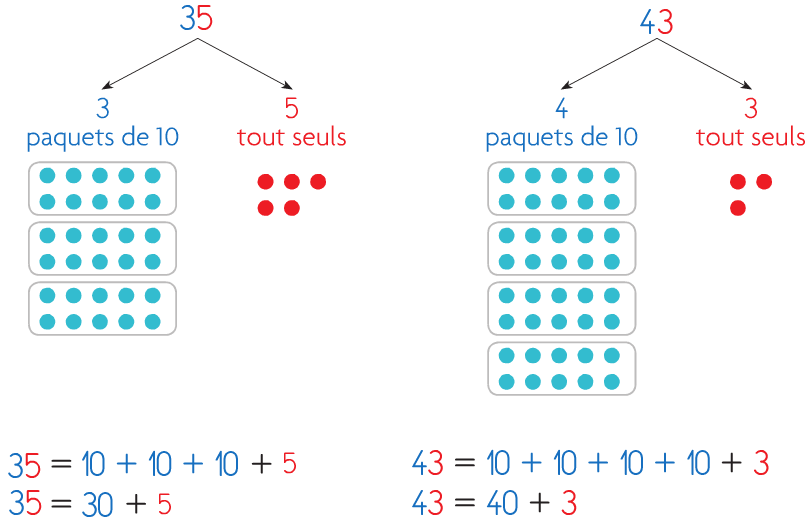 35
3
paquets de 10
5
tout seuls
35 = 10 + 10 + 10 + 5
35 = 30 + 5
43
4
paquets de 10
3
tout seuls
43 = 10 + 10 + 10 + 10 + 3
43 = 40 + 3